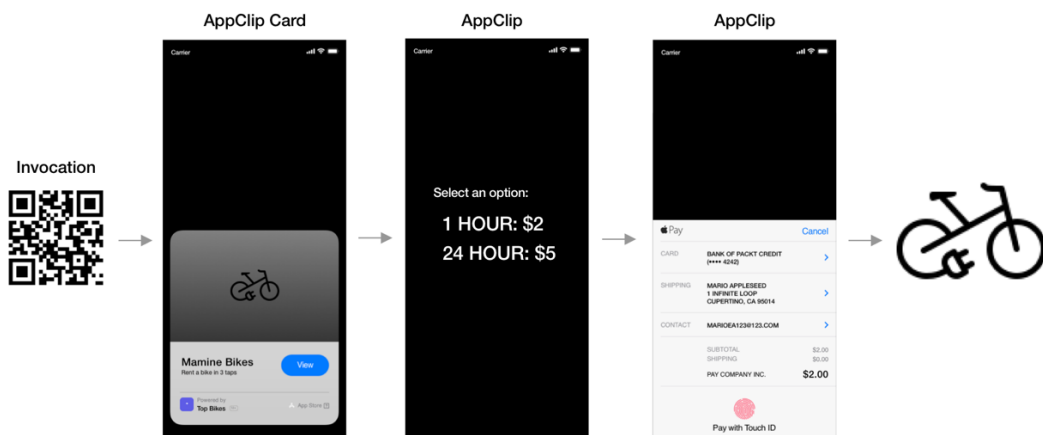 AppClip Card
AppClip
AppClip
Invocation
Carrier
Mamine Bikes
Rent a bike in 3 taps
View
Powered by
Top Bikes
App Store
Carrier
Select an option:
1 HOUR: $2
24 HOUR: $5
Carrier
Pay
Cancel
CARD
BANK OF PACKT CREDIT
(•••• 4242)
SHIPPING
MARIO APPLESEED
1 INFINITE LOOP
CUPERTINO, CA 95014
CONTACT
MARIOEA123@123.COM
SUBTOTAL $2.00
SHIPPING $0.00
PAY COMPANY INC. $2.00
Pay with Touch ID